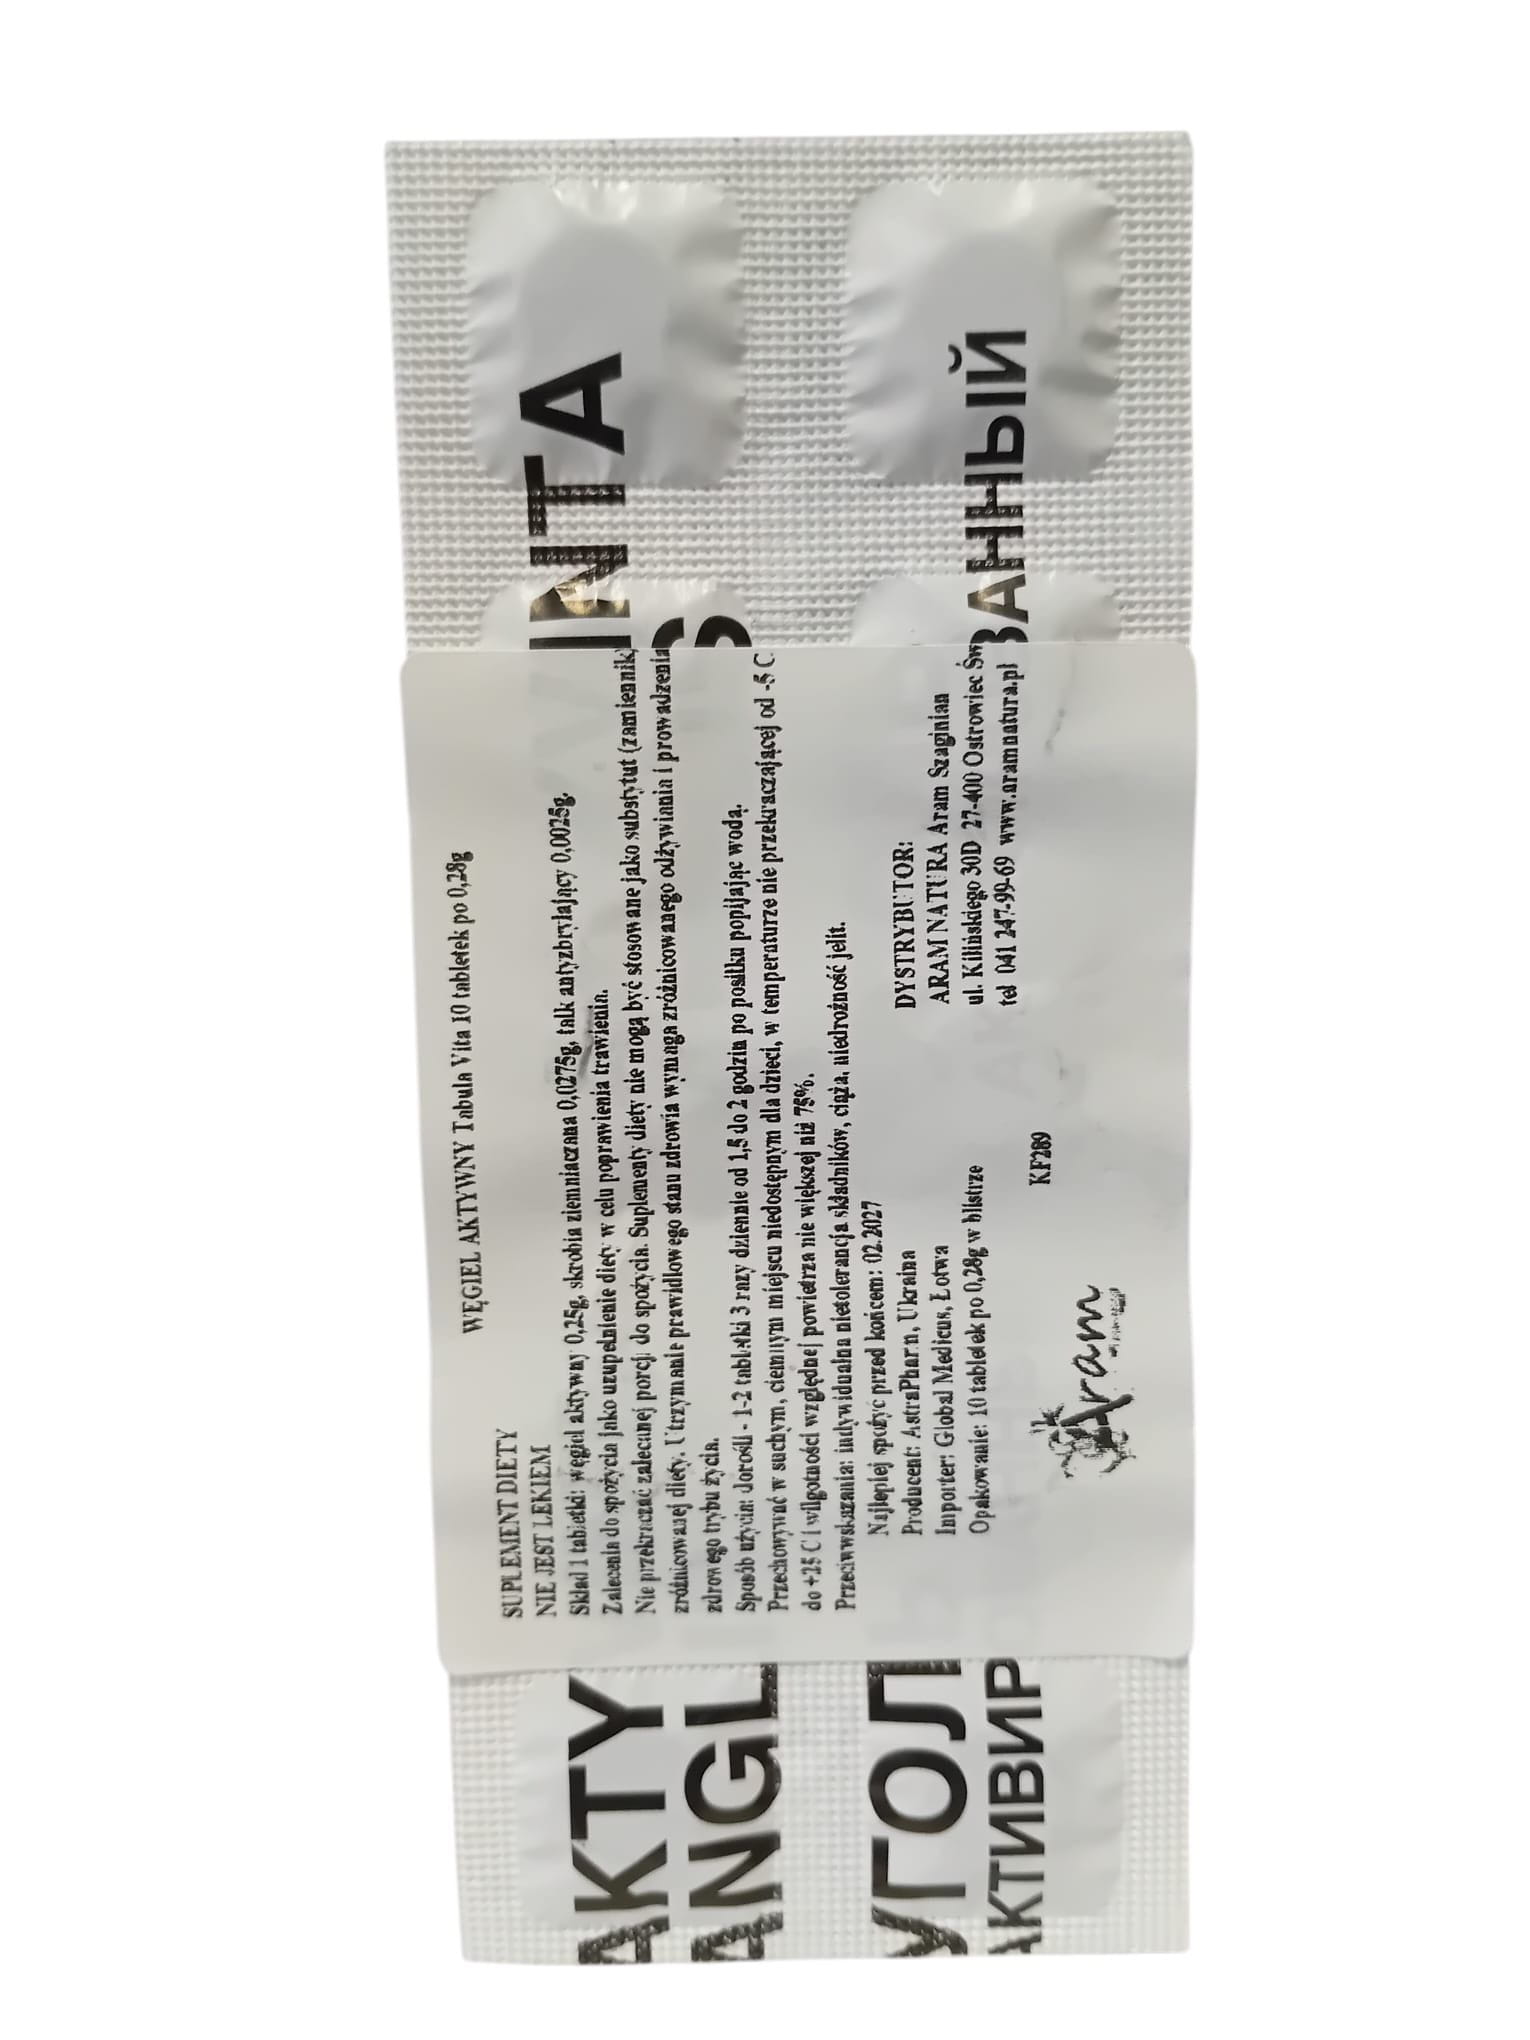 WĘGIEL AKTYWNY Tabula Vita 10 tabletek po 0,28g
SUPLEMENT DIETY
NIE JEST LEKIEM
Skład 1 tabletki: węgiel aktywny 0,25g, skrobia ziemniaczana 0,0275g, talk antyzbrylający 0,0025g.
Zalecenia do spożycia jako uzupełnienie diety w celu poprawienia trawienia.
Nie przekraczać zalecanej porcji do spożycia. Suplementy diety nie mogą być stosowane jako substytut (zamiennik)
zróżnicowanej diety. Utrzymanie prawidłowego stanu zdrowia wymaga zróżnicowanego odżywiania i prowadzenia
zdrowego trybu życia.
Sposób użycia: dorośli - 1-2 tabletki 3 razy dziennie od 1,5 do 2 godzin po posiłku popijając wodą.
Przechowywać w suchym, ciemnym miejscu niedostępnym dla dzieci, w temperaturze nie przekraczającej od -5 C
do +25 C i wilgotności względnej powietrza nie większej niż 75%.
Przeciwwskazania: indywidualna nietolerancja składników, ciąża, niedrożność jelit.
Najlepiej spożyć przed końcem: 02.2027
Producent: AstraPharm, Ukraina
Importer: Global Medicus, Łotwa
Opakowanie: 10 tabletek po 0,28g w blistrze
DYSTRYBUTOR:
ARAM NATURA Aram Szaginian
ul. Kilińskiego 30D 27-400 Ostrowiec Św
tel 041 247-99-69 www.aramnatura.pl
KF289
Aram
AKTY INTA
ANGL
УГОЛ
АКТИВИР ВАННЫЙ